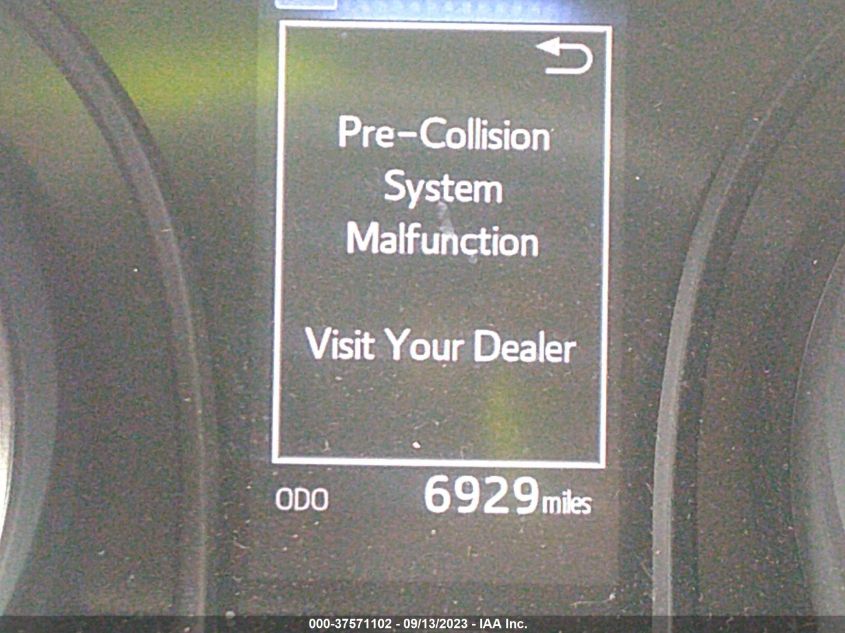 Pre-Collision
System
Malfunction
Visit Your Dealer
ODO 6929 miles
000-37571102 - 09/13/2023 - IAA Inc.